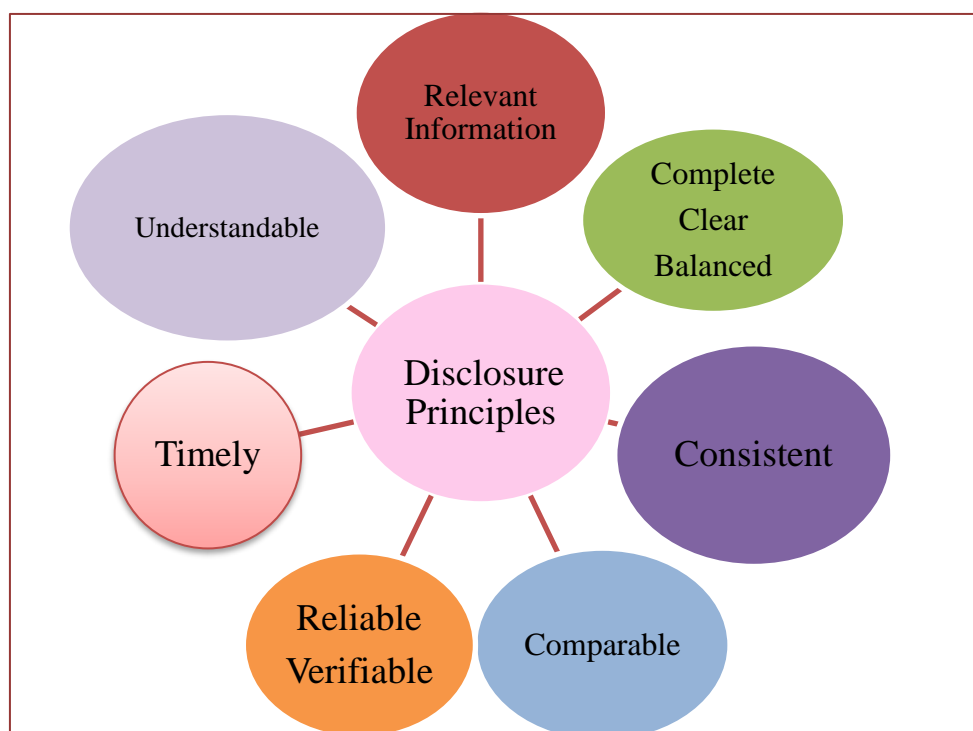 Relevant
Information
Complete
Clear
Balanced
Understandable
Disclosure
Principles
Timely
Consistent
Reliable
Verifiable
Comparable